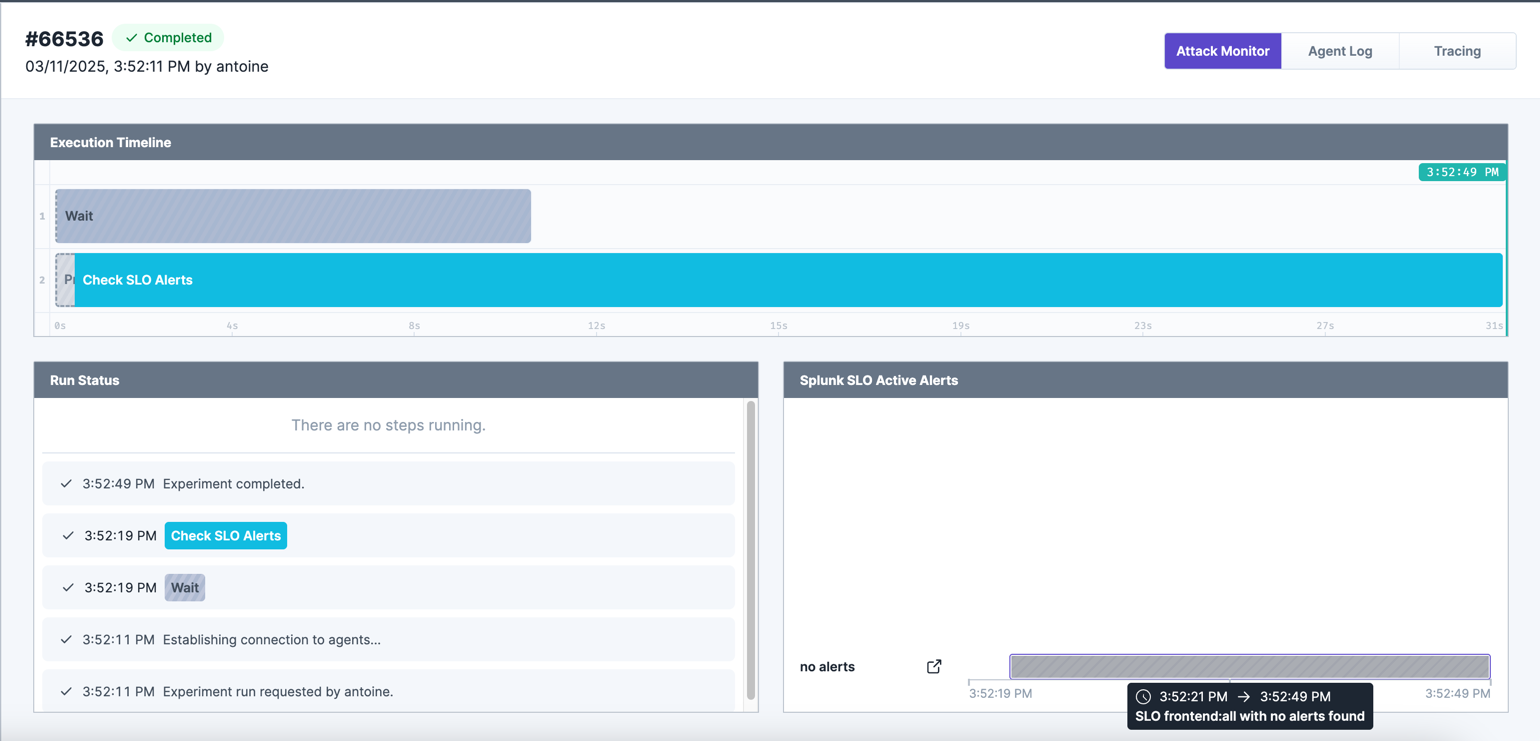 #66536 Completed
03/11/2025, 3:52:11 PM by antoine
Attack Monitor Agent Log Tracing
Execution Timeline
3:52:49 PM
1 Wait
2 Pr Check SLO Alerts
0s 4s 8s 12s 15s 19s 23s 27s 31s
Run Status
There are no steps running.
3:52:49 PM Experiment completed.
3:52:19 PM Check SLO Alerts
3:52:19 PM Wait
3:52:11 PM Establishing connection to agents...
3:52:11 PM Experiment run requested by antoine.
Splunk SLO Active Alerts
no alerts
3:52:19 PM 3:52:49 PM
3:52:21 PM → 3:52:49 PM
SLO frontend:all with no alerts found